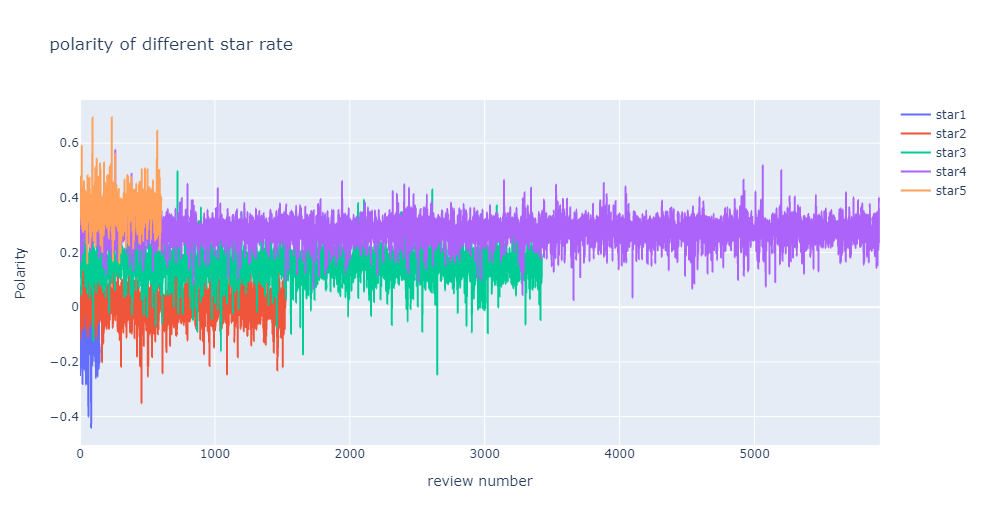 polarity of different star rate
star1
star2
star3
star4
star5
0.6
0.4
0.2
0
−0.2
−0.4
Polarity
0 1000 2000 3000 4000 5000
review number